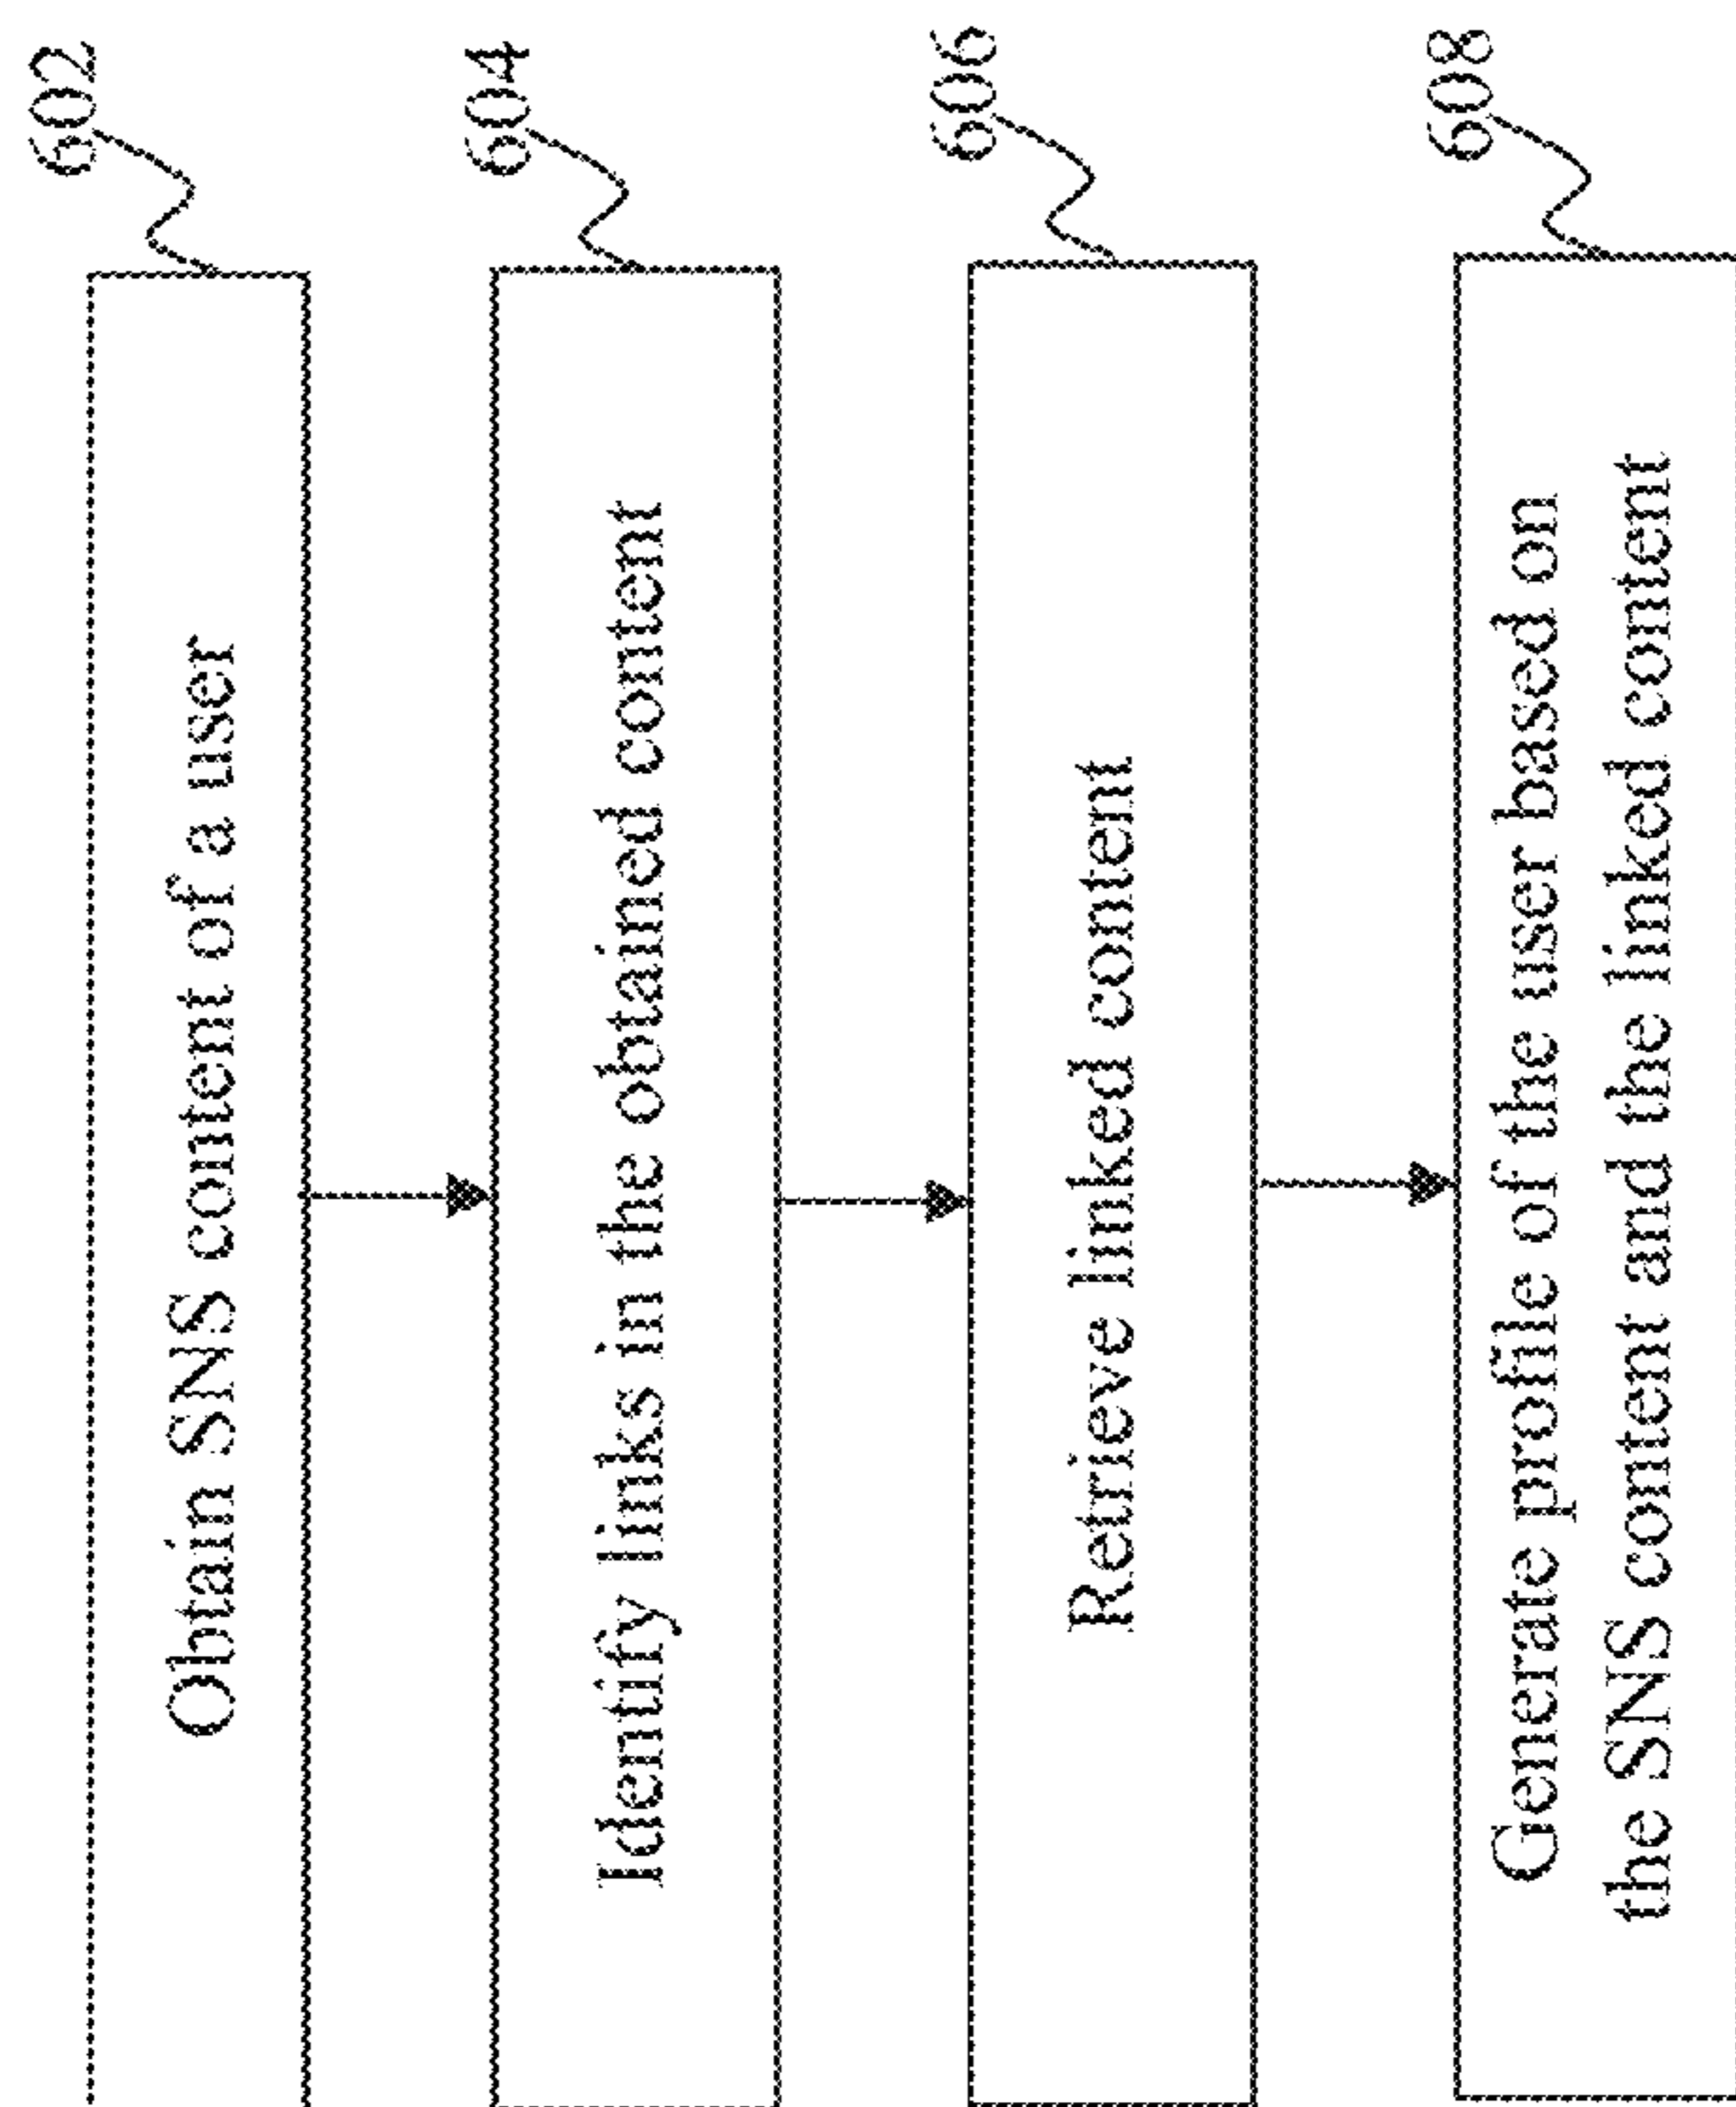 602
Obtain SNS content of a user
604
Identify links in the obtained content
606
Retrieve linked content
608
Generate profile of the user based on
the SNS content and the linked content